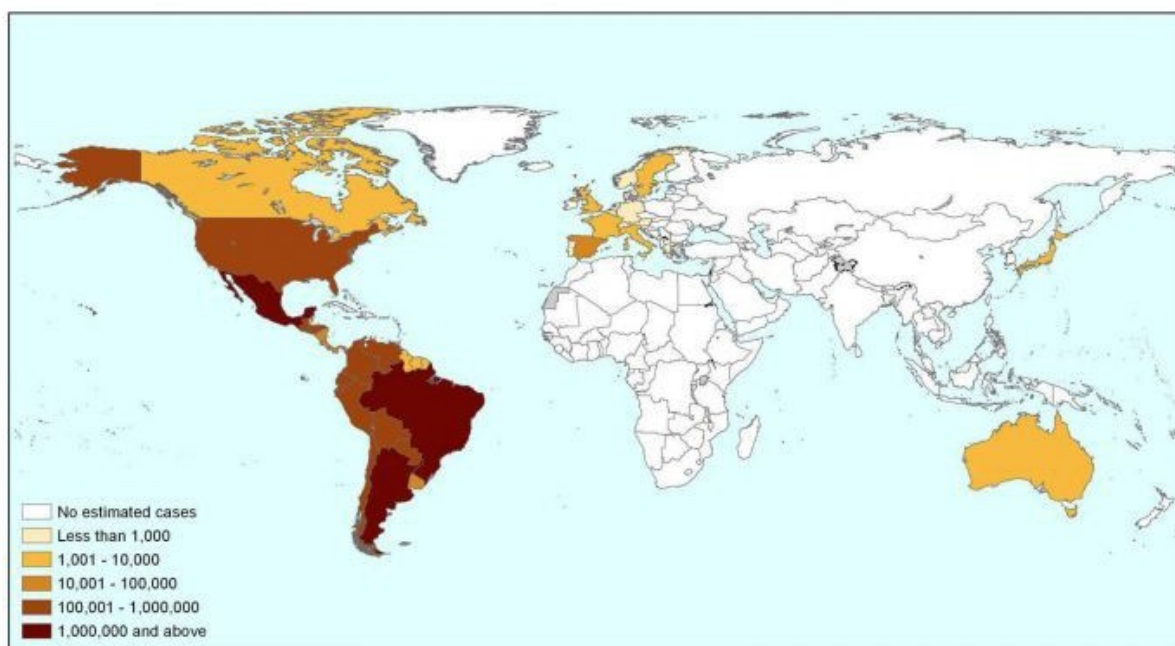 No estimated cases
Less than 1,000
1,001 - 10,000
10,001 - 100,000
100,001 - 1,000,000
1,000,000 and above